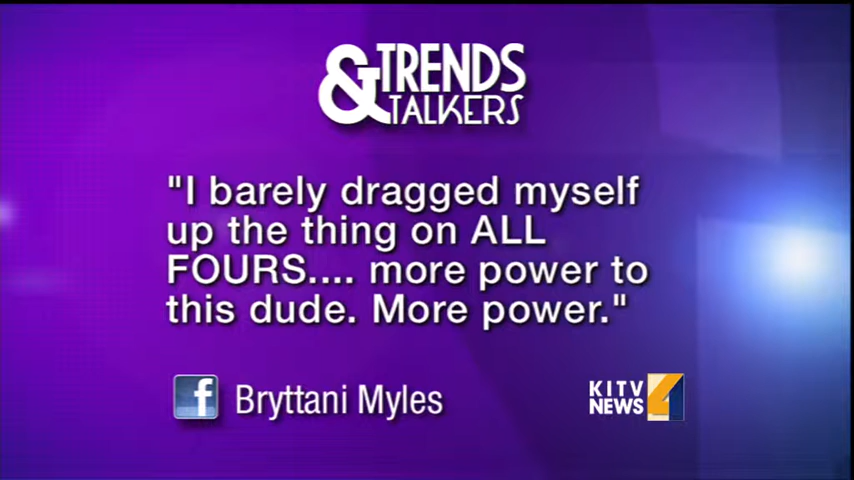 &TRENDS
TALKERS
"I barely dragged myself
up the thing on ALL
FOURS.... more power to
this dude. More power."
f Bryttani Myles
KITV
NEWS 4